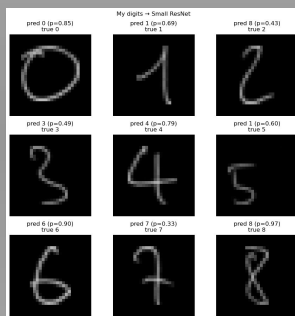 My digits → Small ResNet
pred 0 (p=0.85)
true 0
pred 1 (p=0.69)
true 1
pred 8 (p=0.43)
true 2
0
1
2
pred 3 (p=0.49)
true 3
pred 4 (p=0.79)
true 4
pred 1 (p=0.60)
true 5
3
4
5
pred 6 (p=0.90)
true 6
pred 7 (p=0.33)
true 7
pred 8 (p=0.97)
true 8
6
7
8